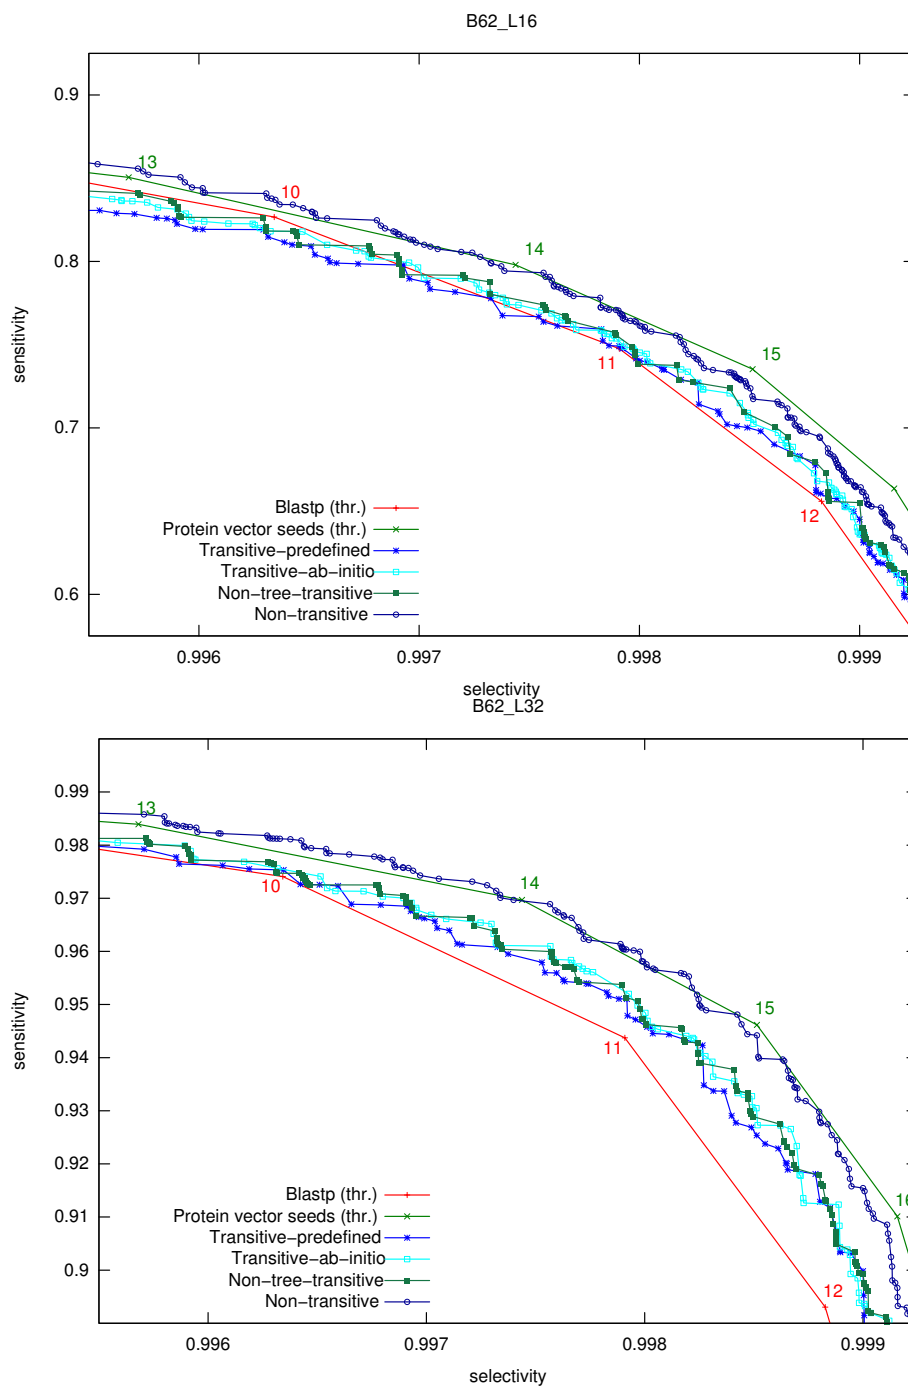 B62_L16
0.9
0.8
0.7
0.6
sensitivity
13
10
14
11
15
12
Blastp (thr.)
Protein vector seeds (thr.)
Transitive-predefined
Transitive-ab-initio
Non-tree-transitive
Non-transitive
0.996 0.997 0.998 0.999
selectivity
B62_L32
0.99
0.98
0.97
0.96
0.95
0.94
0.93
0.92
0.91
0.9
sensitivity
13
10
14
11
15
16
12
Blastp (thr.)
Protein vector seeds (thr.)
Transitive-predefined
Transitive-ab-initio
Non-tree-transitive
Non-transitive
0.996 0.997 0.998 0.999
selectivity